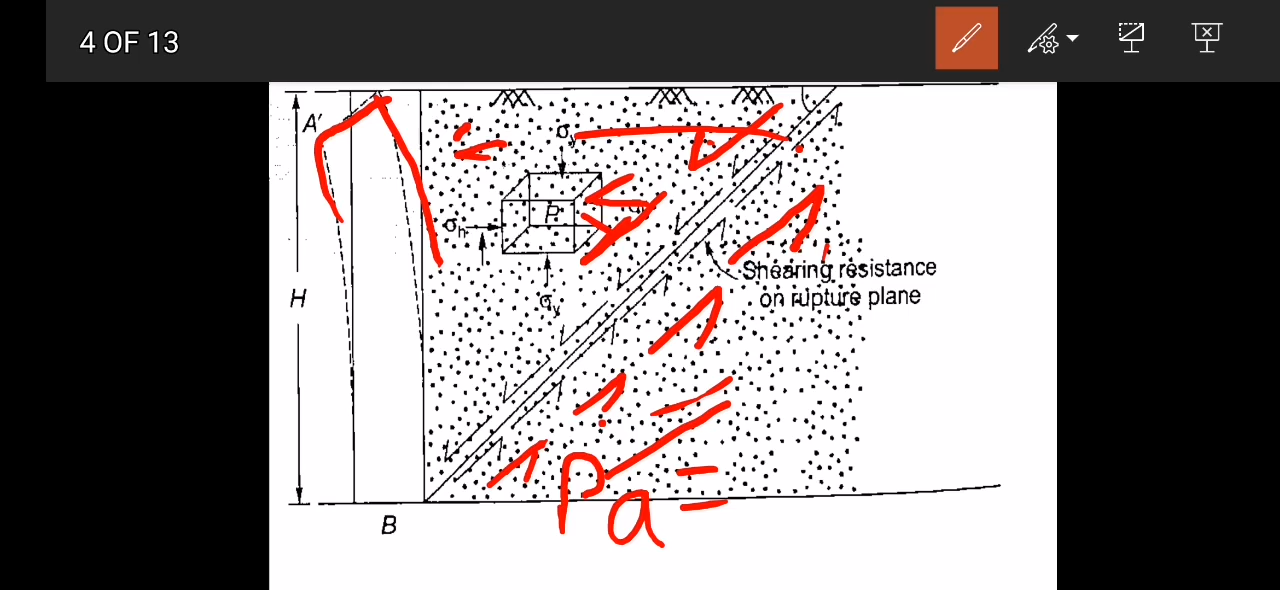 4 OF 13
A'
σv
P
σh
H
Shearing resistance
on rupture plane
σv
Pa=
B